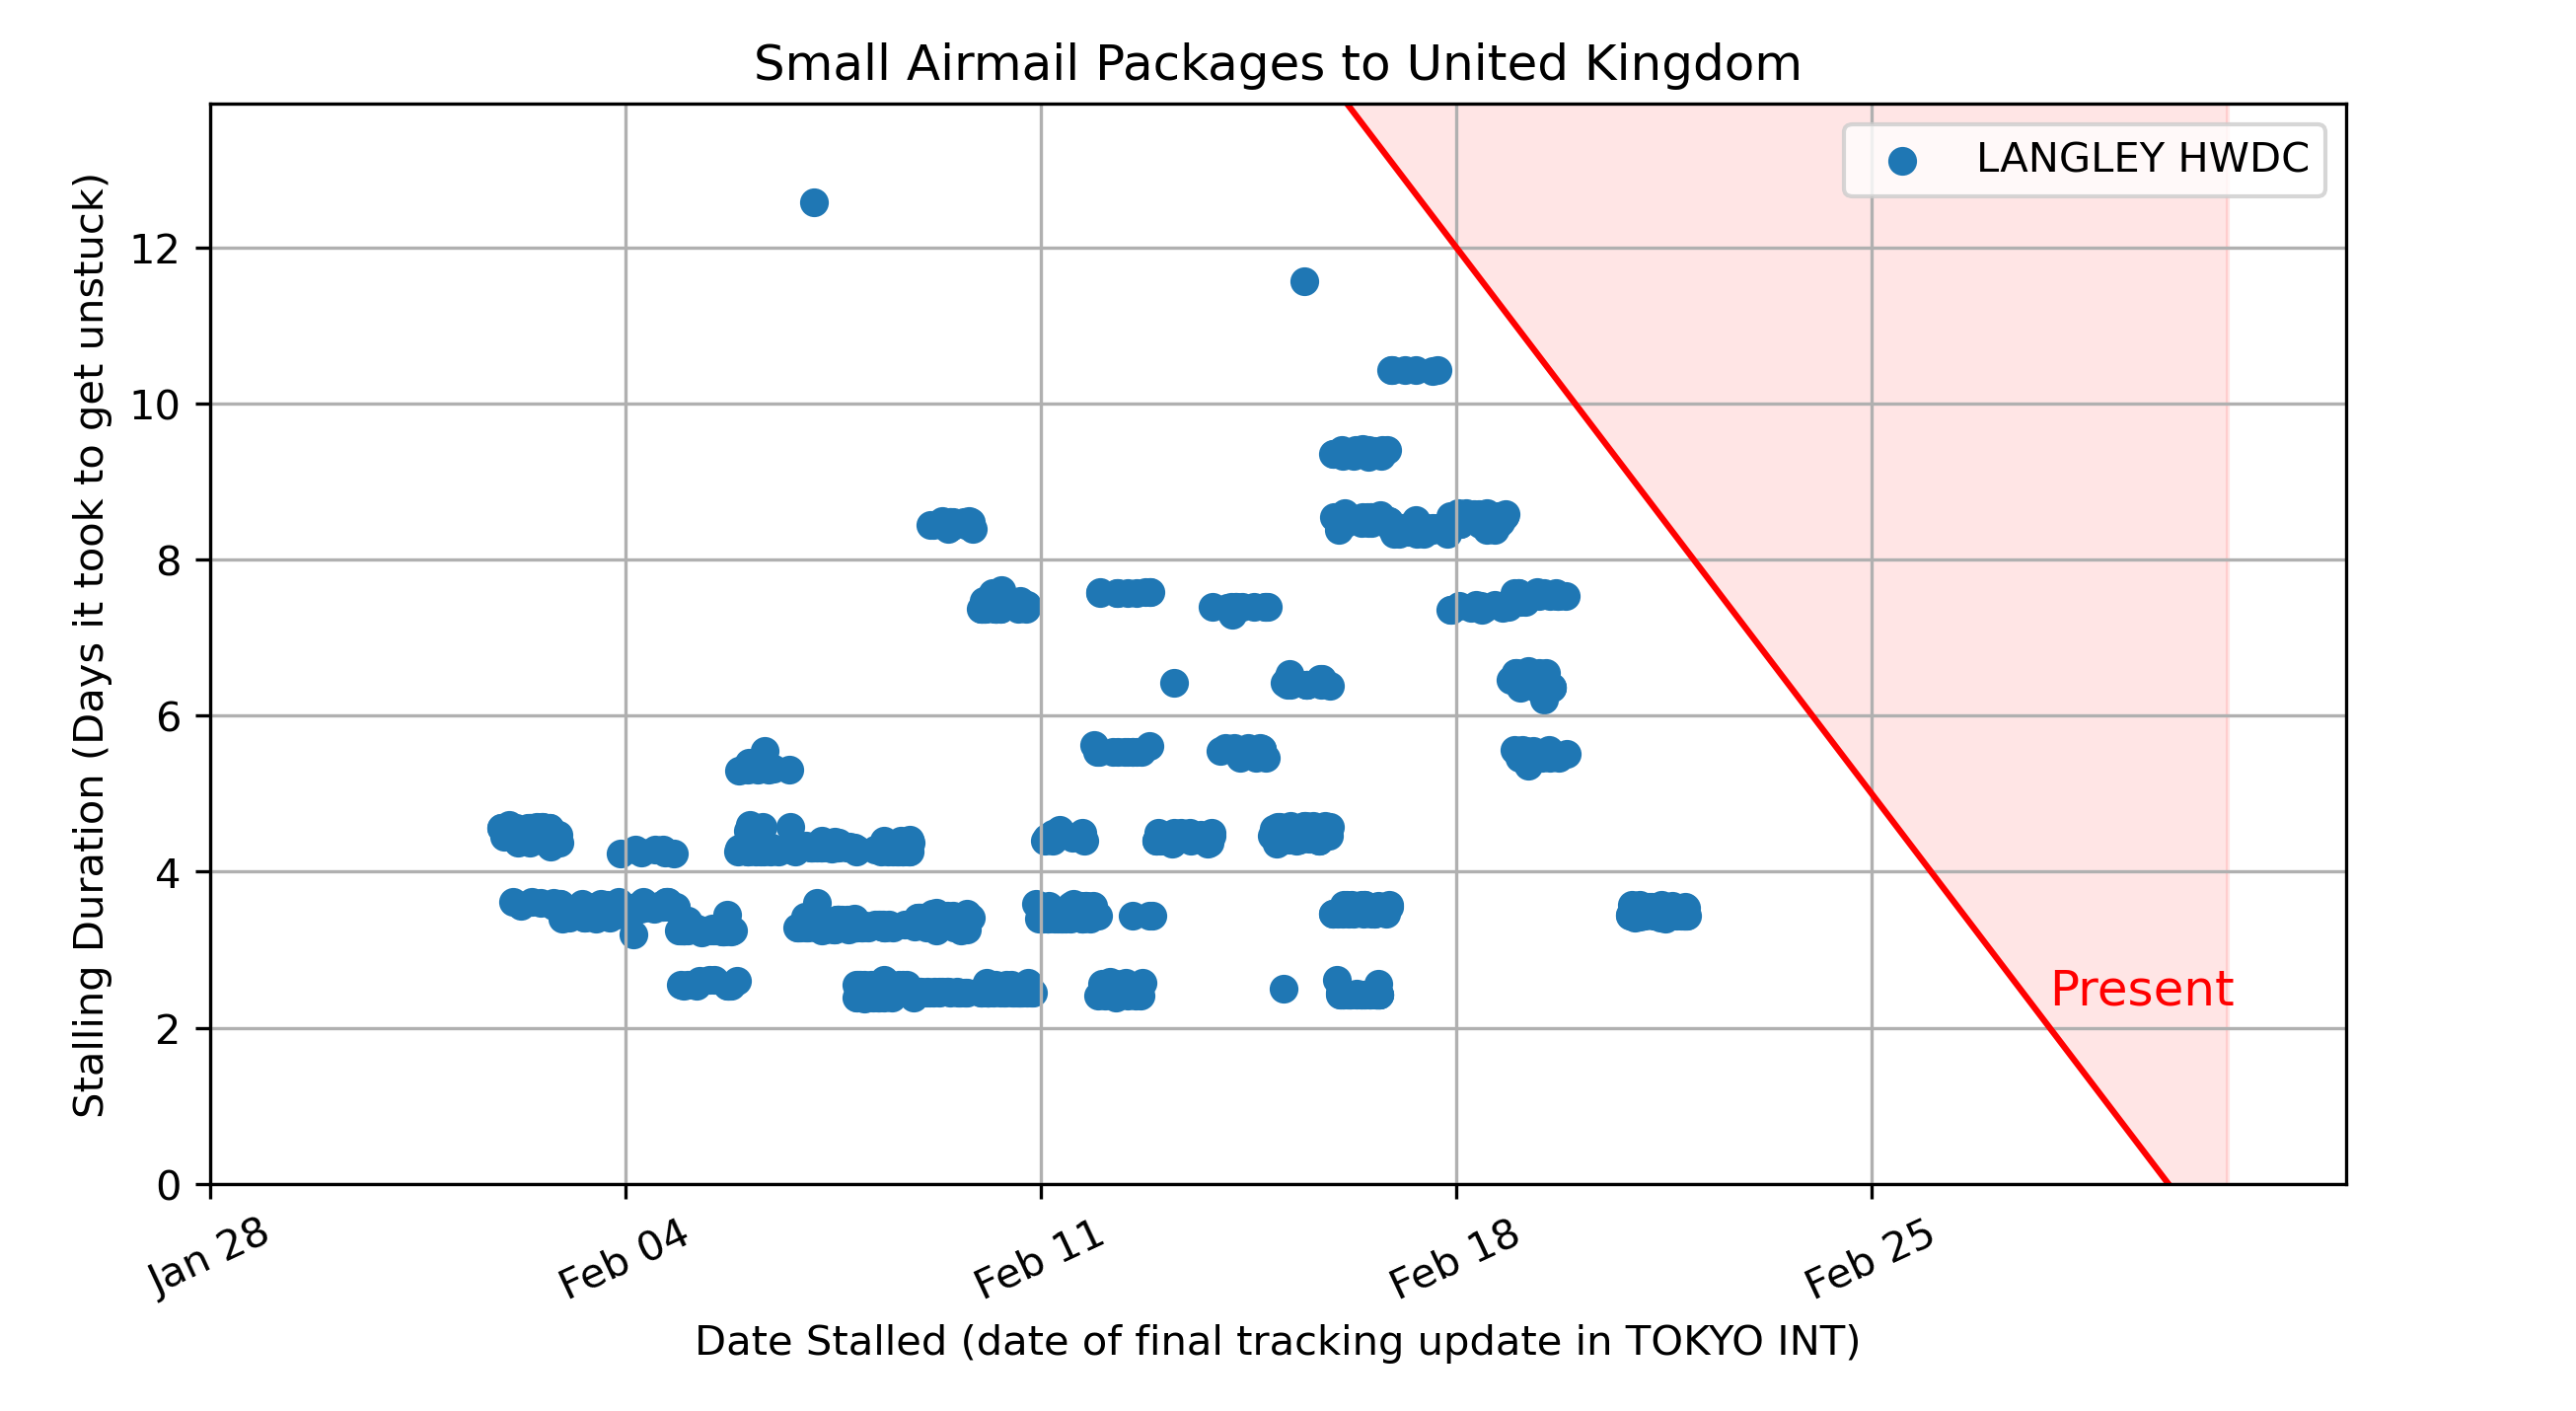 Small Airmail Packages to United Kingdom
LANGLEY HWDC
Stalling Duration (Days it took to get unstuck)
12
10
8
6
4
2
0
Present
Jan 28
Feb 04
Feb 11
Feb 18
Feb 25
Date Stalled (date of final tracking update in TOKYO INT)